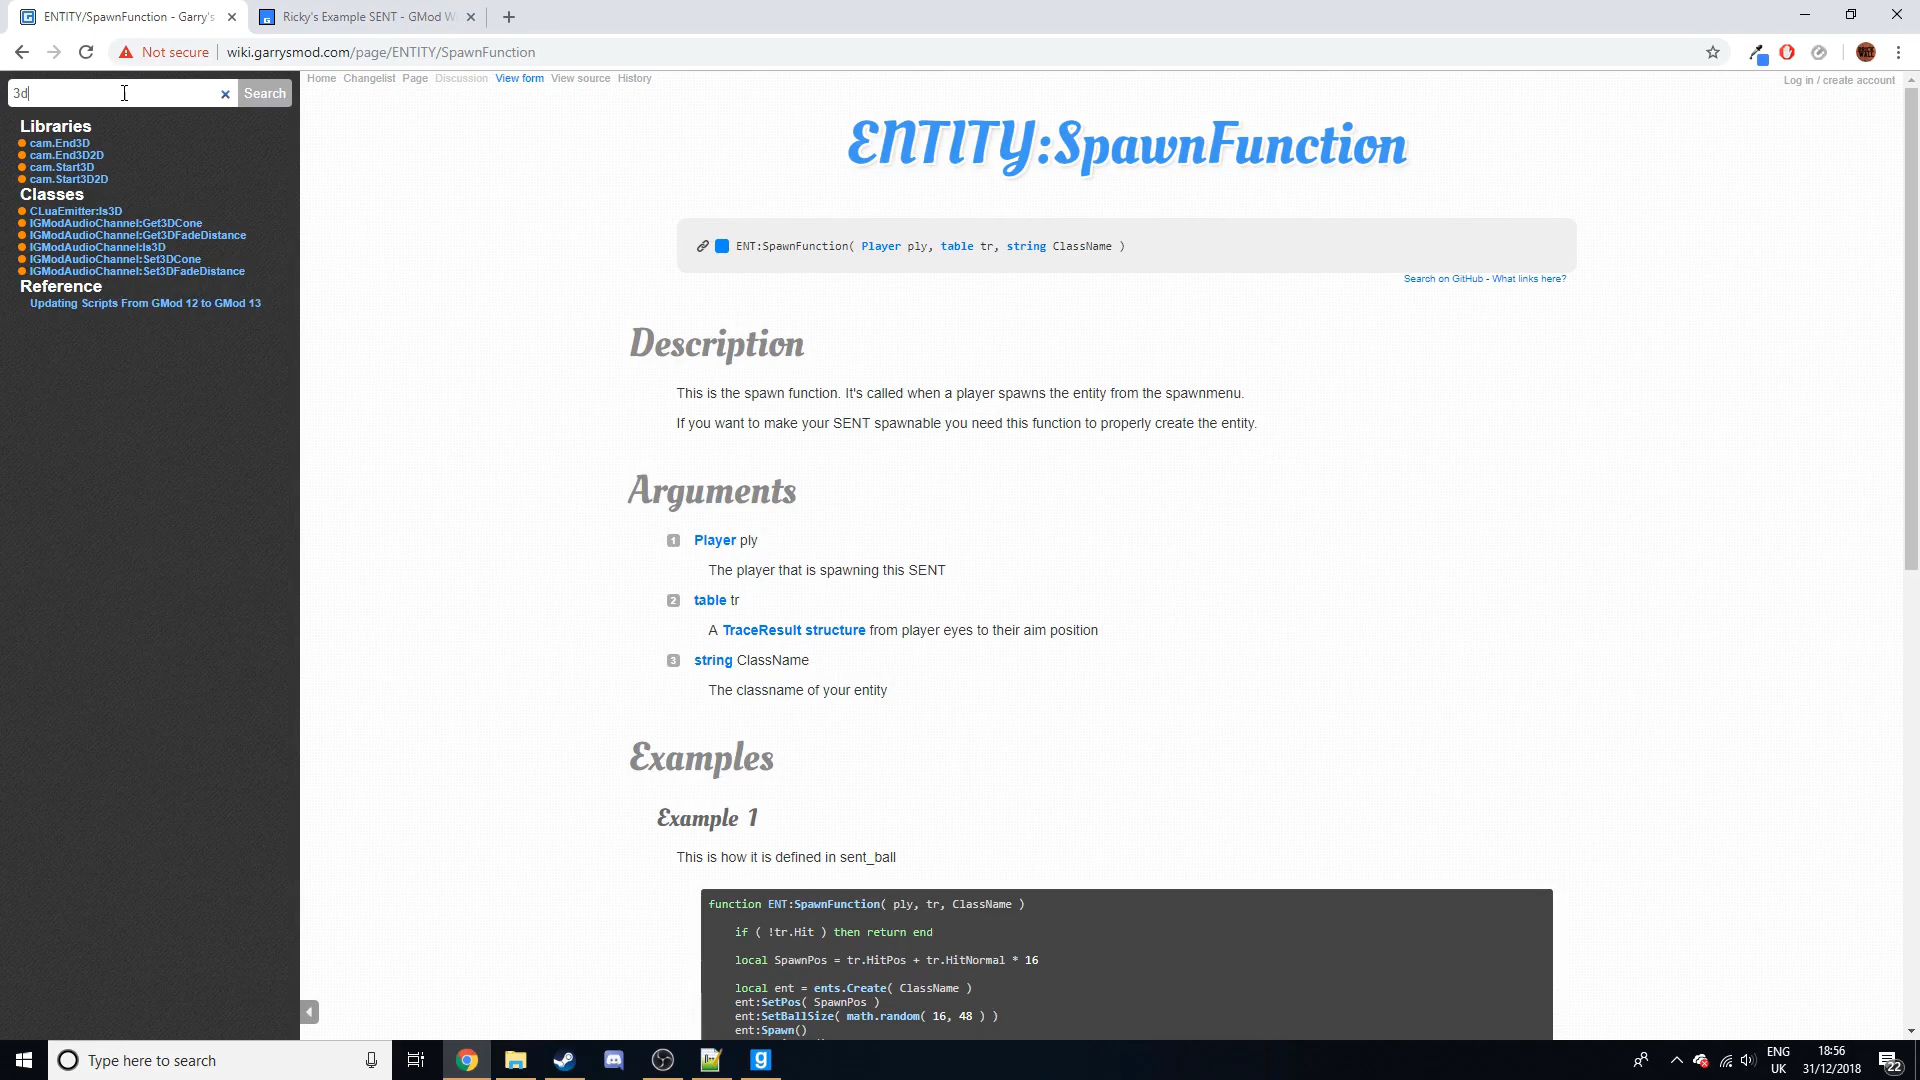 ENTITY/SpawnFunction - Garry's
Ricky's Example SENT - GMod W
Not secure
wiki.garrysmod.com/page/ENTITY/SpawnFunction
3d
Search
Home Changelist Page Discussion View form View source History
Log in / create account
Libraries
cam.End3D
cam.End3D2D
cam.Start3D
cam.Start3D2D
Classes
CLuaEmitter:Is3D
IGModAudioChannel:Get3DCone
IGModAudioChannel:Get3DFadeDistance
IGModAudioChannel:Is3D
IGModAudioChannel:Set3DCone
IGModAudioChannel:Set3DFadeDistance
Reference
Updating Scripts From GMod 12 to GMod 13
ENTITY:SpawnFunction
ENT:SpawnFunction( Player ply, table tr, string ClassName )
Search on GitHub - What links here?
Description
This is the spawn function. It's called when a player spawns the entity from the spawnmenu.
If you want to make your SENT spawnable you need this function to properly create the entity.
Arguments
1 Player ply
The player that is spawning this SENT
2 table tr
A TraceResult structure from player eyes to their aim position
3 string ClassName
The classname of your entity
Examples
Example 1
This is how it is defined in sent_ball
function ENT:SpawnFunction( ply, tr, ClassName )
if ( !tr.Hit ) then return end
local SpawnPos = tr.HitPos + tr.HitNormal * 16
local ent = ents.Create( ClassName )
ent:SetPos( SpawnPos )
ent:SetBallSize( math.random( 16, 48 ) )
ent:Spawn()
Type here to search
ENG
UK
18:56
31/12/2018
22